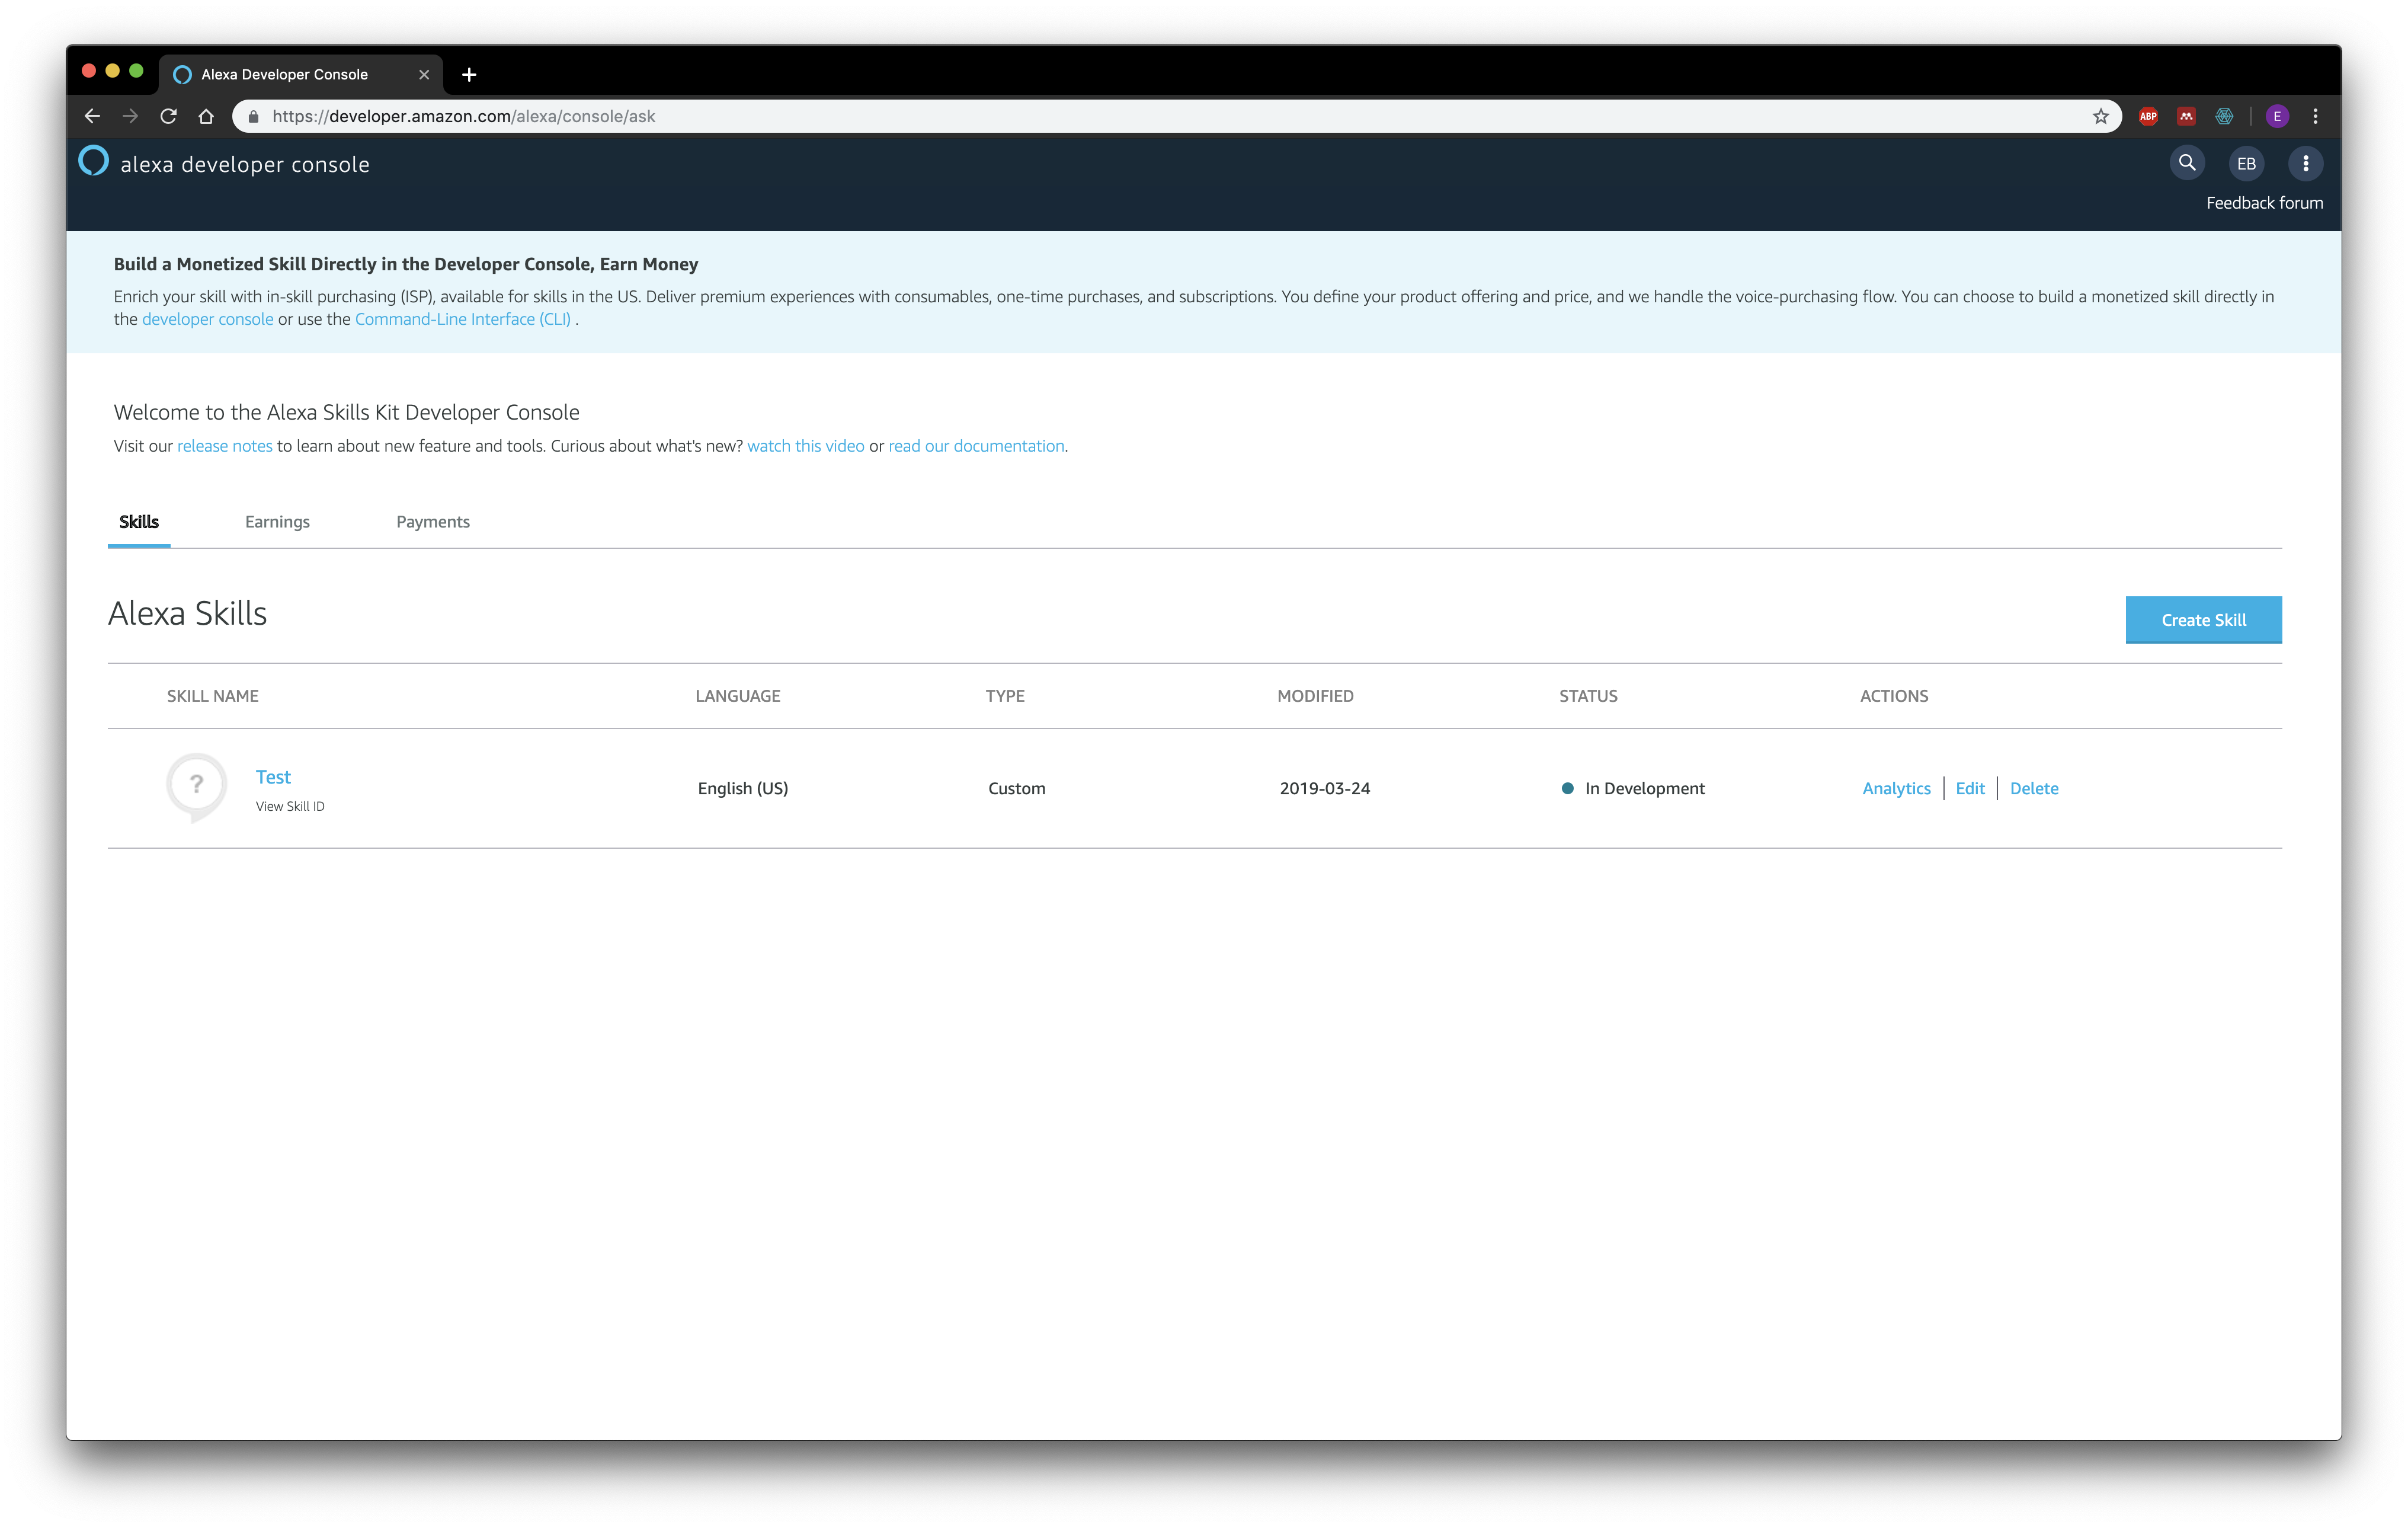 Alexa Developer Console
https://developer.amazon.com/alexa/console/ask
ABP
E
alexa developer console
EB
Feedback forum
Build a Monetized Skill Directly in the Developer Console, Earn Money
Enrich your skill with in-skill purchasing (ISP), available for skills in the US. Deliver premium experiences with consumables, one-time purchases, and subscriptions. You define your product offering and price, and we handle the voice-purchasing flow. You can choose to build a monetized skill directly in
the developer console or use the Command-Line Interface (CLI) .
Welcome to the Alexa Skills Kit Developer Console
Visit our release notes to learn about new feature and tools. Curious about what's new? watch this video or read our documentation.
Skills Earnings Payments
Alexa Skills
Create Skill
SKILL NAME LANGUAGE TYPE MODIFIED STATUS ACTIONS
?
Test
View Skill ID
English (US) Custom 2019-03-24 In Development Analytics Edit Delete